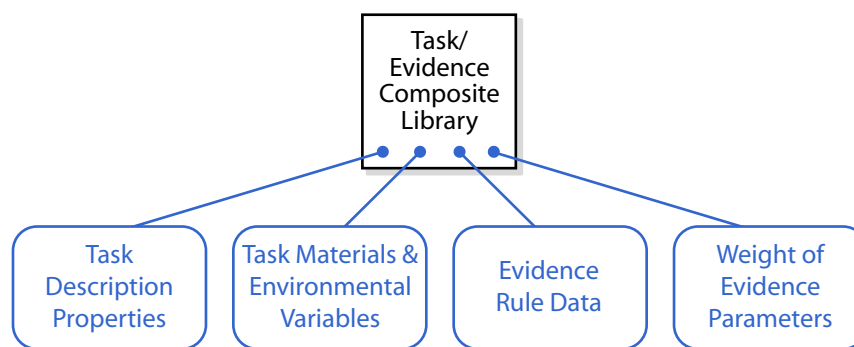 Task/
Evidence
Composite
Library
Task
Description
Properties
Task Materials &
Environmental
Variables
Evidence
Rule Data
Weight of
Evidence
Parameters